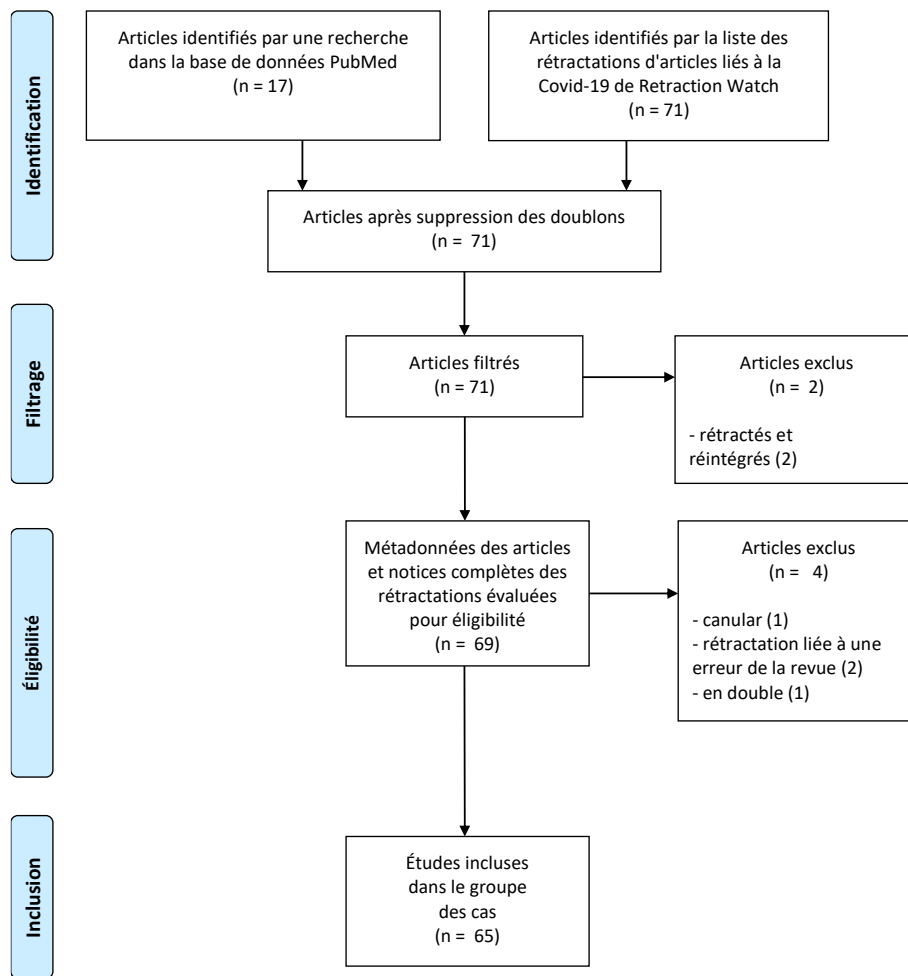 Identification
Articles identifiés par une recherche
dans la base de données PubMed
(n = 17)
Articles identifiés par la liste des
rétractations d'articles liés à la
Covid-19 de Retraction Watch
(n = 71)
Articles après suppression des doublons
(n = 71)
Filtrage
Articles filtrés
(n = 71)
Articles exclus
(n = 2)
- rétractés et
réintégrés (2)
Éligibilité
Métadonnées des articles
et notices complètes des
rétractations évaluées
pour éligibilité
(n = 69)
Articles exclus
(n = 4)
- canular (1)
- rétractation liée à une
erreur de la revue (2)
- en double (1)
Inclusion
Études incluses
dans le groupe
des cas
(n = 65)